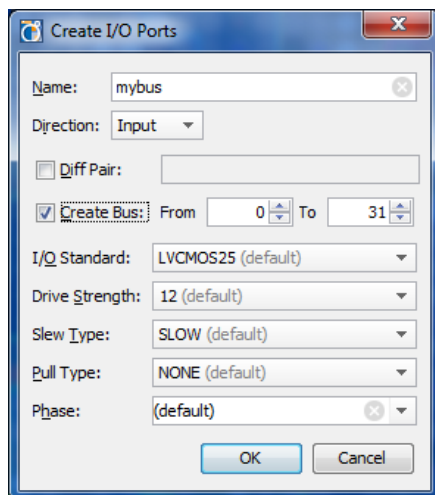 Create I/O Ports
Name: mybus
Direction: Input
Diff Pair:
Create Bus: From 0 To 31
I/O Standard: LVCMOS25 (default)
Drive Strength: 12 (default)
Slew Type: SLOW (default)
Pull Type: NONE (default)
Phase: (default)
OK Cancel